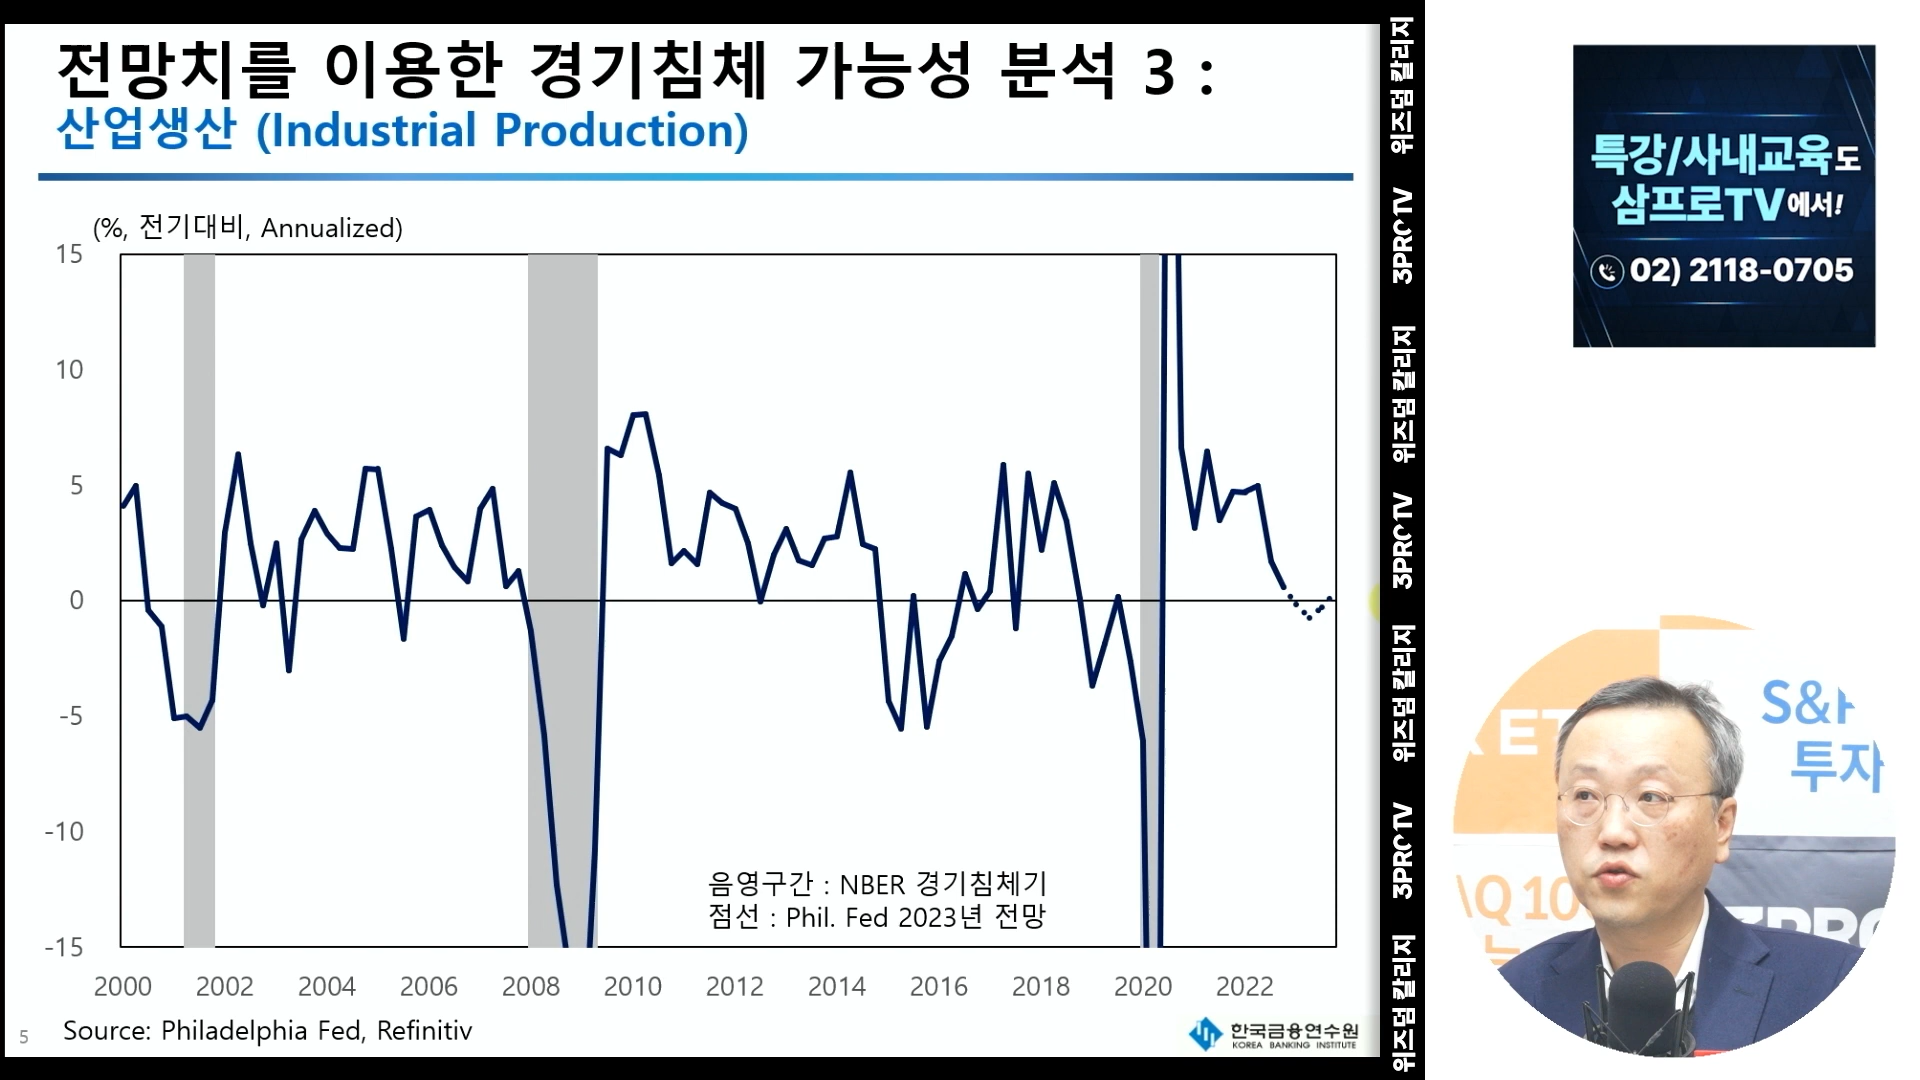 전망치를 이용한 경기침체 가능성 분석 3 :
산업생산 (Industrial Production)
(%, 전기대비, Annualized)
15
10
5
0
-5
-10
-15
음영구간 : NBER 경기침체기
점선 : Phil. Fed 2023년 전망
2000 2002 2004 2006 2008 2010 2012 2014 2016 2018 2020 2022
5
Source: Philadelphia Fed, Refinitiv
한국금융연수원
KOREA BANKING INSTITUTE
위즈덤 칼리지
3PROTV
위즈덤 칼리지
3PROTV
위즈덤 칼리지
3PROTV
위즈덤 칼리지
특강/사내교육도
삼프로TV에서!
02) 2118-0705
투자